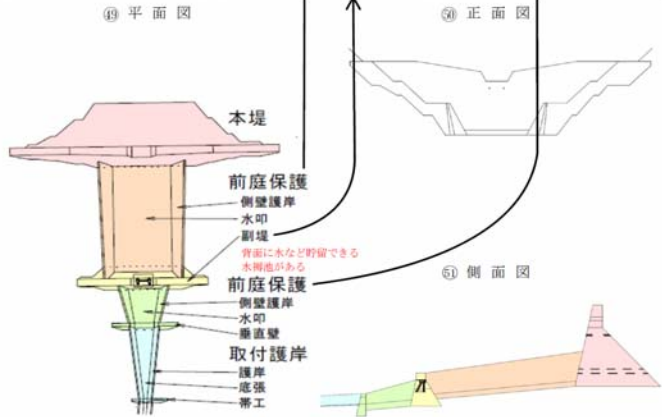 ㊾ 平面図
㊿ 正面図
本堤
前庭保護
側壁護岸
水叩
副堤
背面に水など貯留できる
水褥池がある
前庭保護
側壁護岸
水叩
垂直壁
取付護岸
護岸
底張
帯工
51 側面図